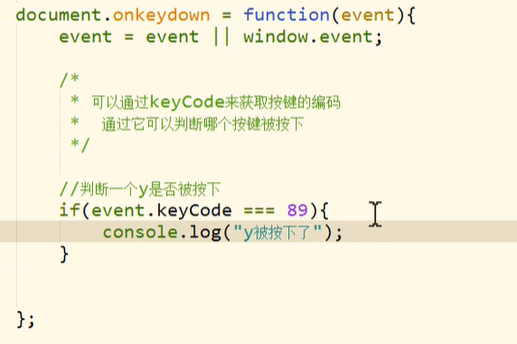 document.onkeydown = function(event){
event = event || window.event;
/*
* 可以通过keyCode来获取按键的编码
* 通过它可以判断哪个按键被按下
*/
//判断一个y是否被按下
if(event.keyCode === 89){
console.log("y被按下了");
}
};